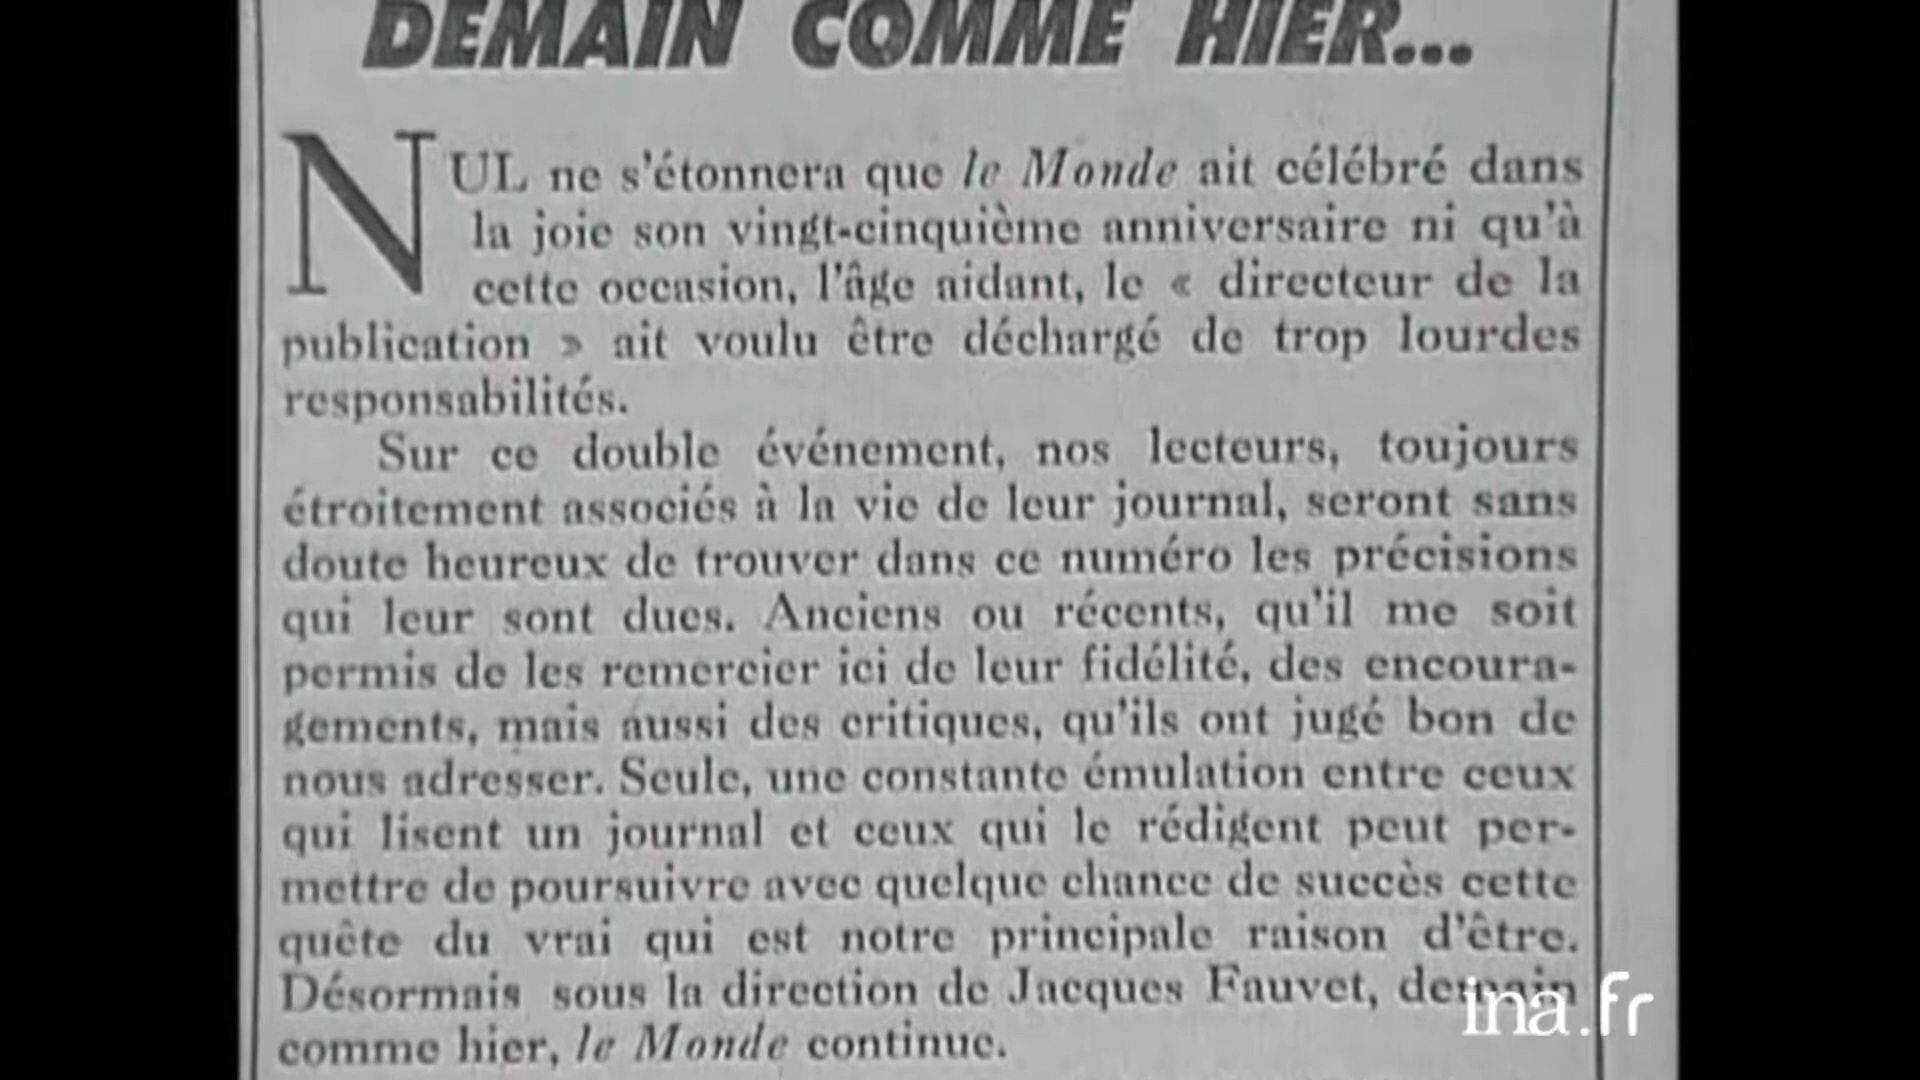 DEMAIN COMME HIER...
NUL ne s'étonnera que le Monde ait célébré dans
la joie son vingt-cinquième anniversaire ni qu'à
cette occasion, l'âge aidant, le « directeur de la
publication » ait voulu être déchargé de trop lourdes
responsabilités.
Sur ce double événement, nos lecteurs, toujours
étroitement associés à la vie de leur journal, seront sans
doute heureux de trouver dans ce numéro les précisions
qui leur sont dues. Anciens ou récents, qu'il me soit
permis de les remercier ici de leur fidélité, des encoura-
gements, mais aussi des critiques, qu'ils ont jugé bon de
nous adresser. Seule, une constante émulation entre ceux
qui lisent un journal et ceux qui le rédigent peut per-
mettre de poursuivre avec quelque chance de succès cette
quête du vrai qui est notre principale raison d'être.
Désormais sous la direction de Jacques Fauvet, demain
comme hier, le Monde continue.
ina.fr